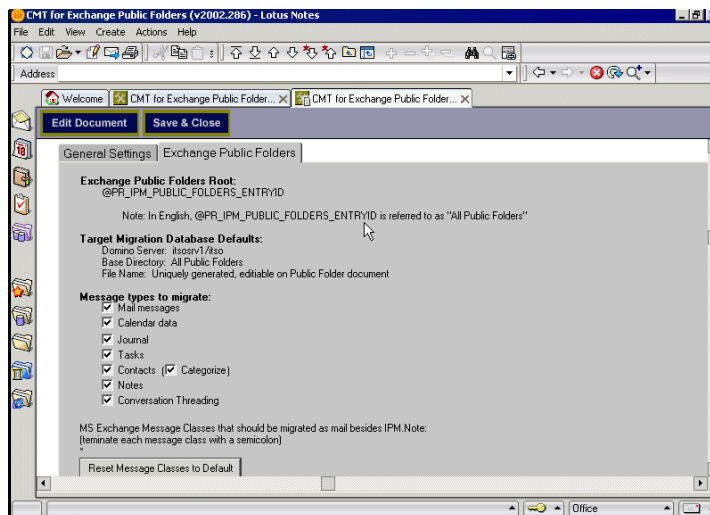 CMT for Exchange Public Folders (v2002.286) - Lotus Notes
File Edit View Create Actions Help
Address
Welcome CMT for Exchange Public Folder... CMT for Exchange Public Folder...
Edit Document Save & Close
General Settings Exchange Public Folders
Exchange Public Folders Root:
@PR_IPM_PUBLIC_FOLDERS_ENTRYID
Note: In English, @PR_IPM_PUBLIC_FOLDERS_ENTRYID is referred to as "All Public Folders"
Target Migration Database Defaults:
Domino Server: itsosrv1/itso
Base Directory: All Public Folders
File Name: Uniquely generated, editiable on Public Folder document
Message types to migrate:
Mail messages
Calendar data
Journal
Tasks
Contacts (Categorize)
Notes
Conversation Threading
MS Exchange Message Classes that should be migrated as mail besides IPM.Note:
(teminate each message class with a semicolon)
"
Reset Message Classes to Default
Office